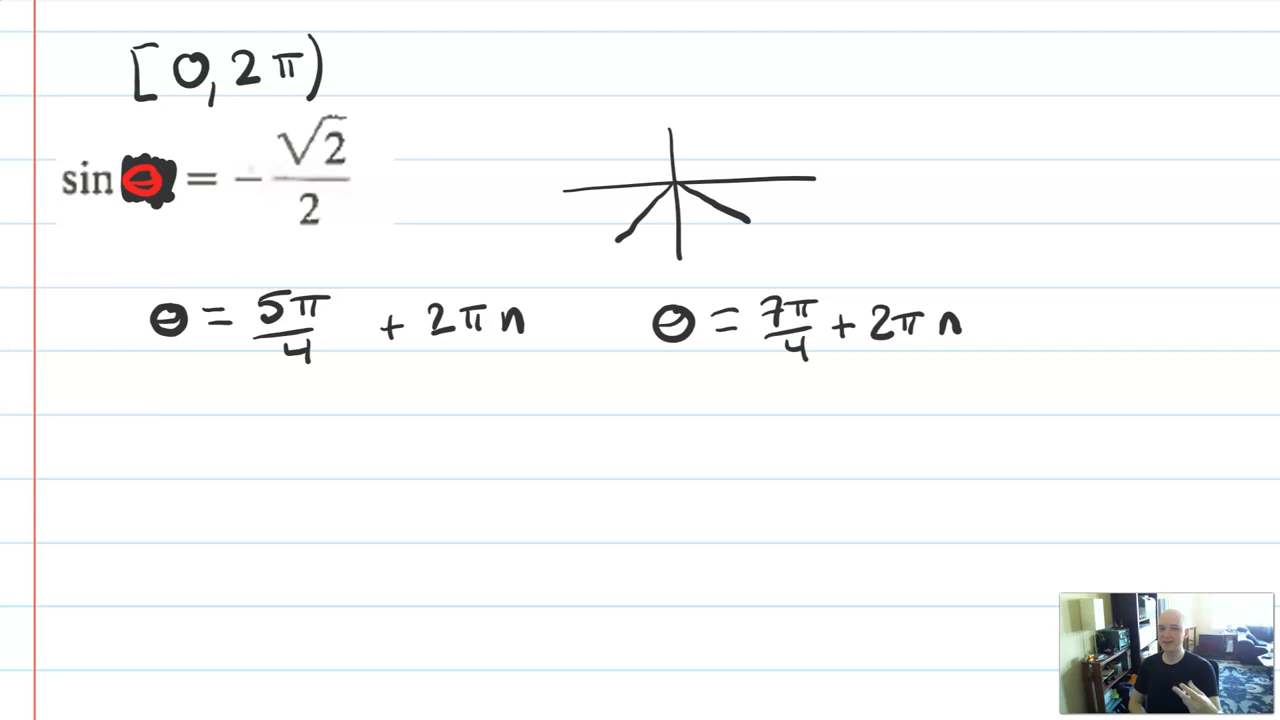 [0, 2π)
sin θ = - √2/2
θ = 5π/4 + 2πn θ = 7π/4 + 2πn